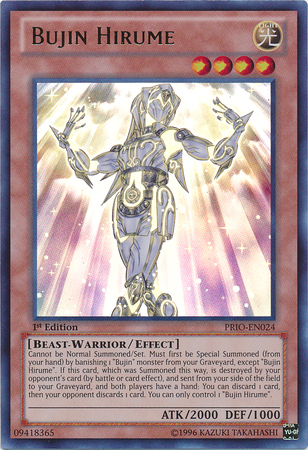 BUJIN HIRUME
LIGHT
光
1st Edition
PRIO-EN024
[BEAST-WARRIOR/EFFECT]
Cannot be Normal Summoned/Set. Must first be Special Summoned (from
your hand) by banishing 1 "Bujin" monster from your Graveyard, except "Bujin
Hirume". If this card, which was Summoned this way, is destroyed by your
opponent's card (by battle or card effect), and sent from your side of the field
to your Graveyard, and both players have a hand: You can discard 1 card,
then your opponent discards 1 card. You can only control 1 "Bujin Hirume".
ATK/2000 DEF/1000
09418365
©1996 KAZUKI TAKAHASHI